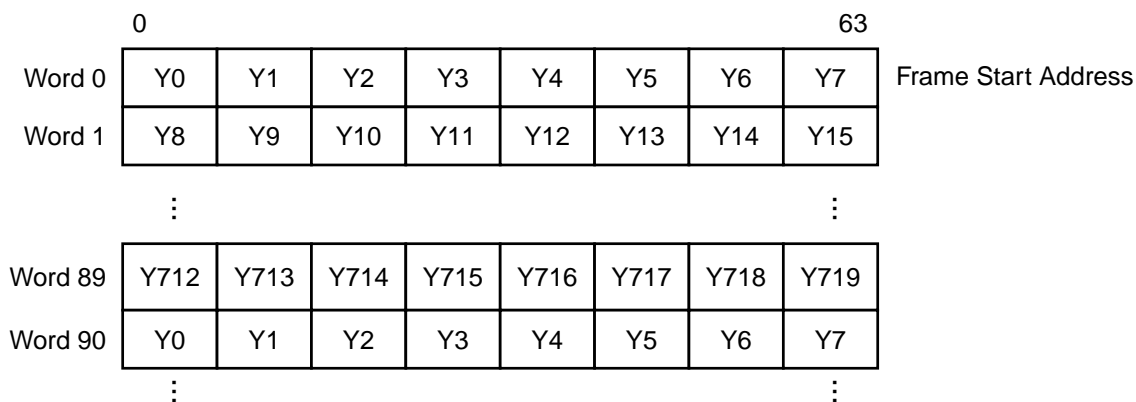 0 63
Word 0 Y0 Y1 Y2 Y3 Y4 Y5 Y6 Y7 Frame Start Address
Word 1 Y8 Y9 Y10 Y11 Y12 Y13 Y14 Y15
⋮ ⋮
Word 89 Y712 Y713 Y714 Y715 Y716 Y717 Y718 Y719
Word 90 Y0 Y1 Y2 Y3 Y4 Y5 Y6 Y7
⋮ ⋮